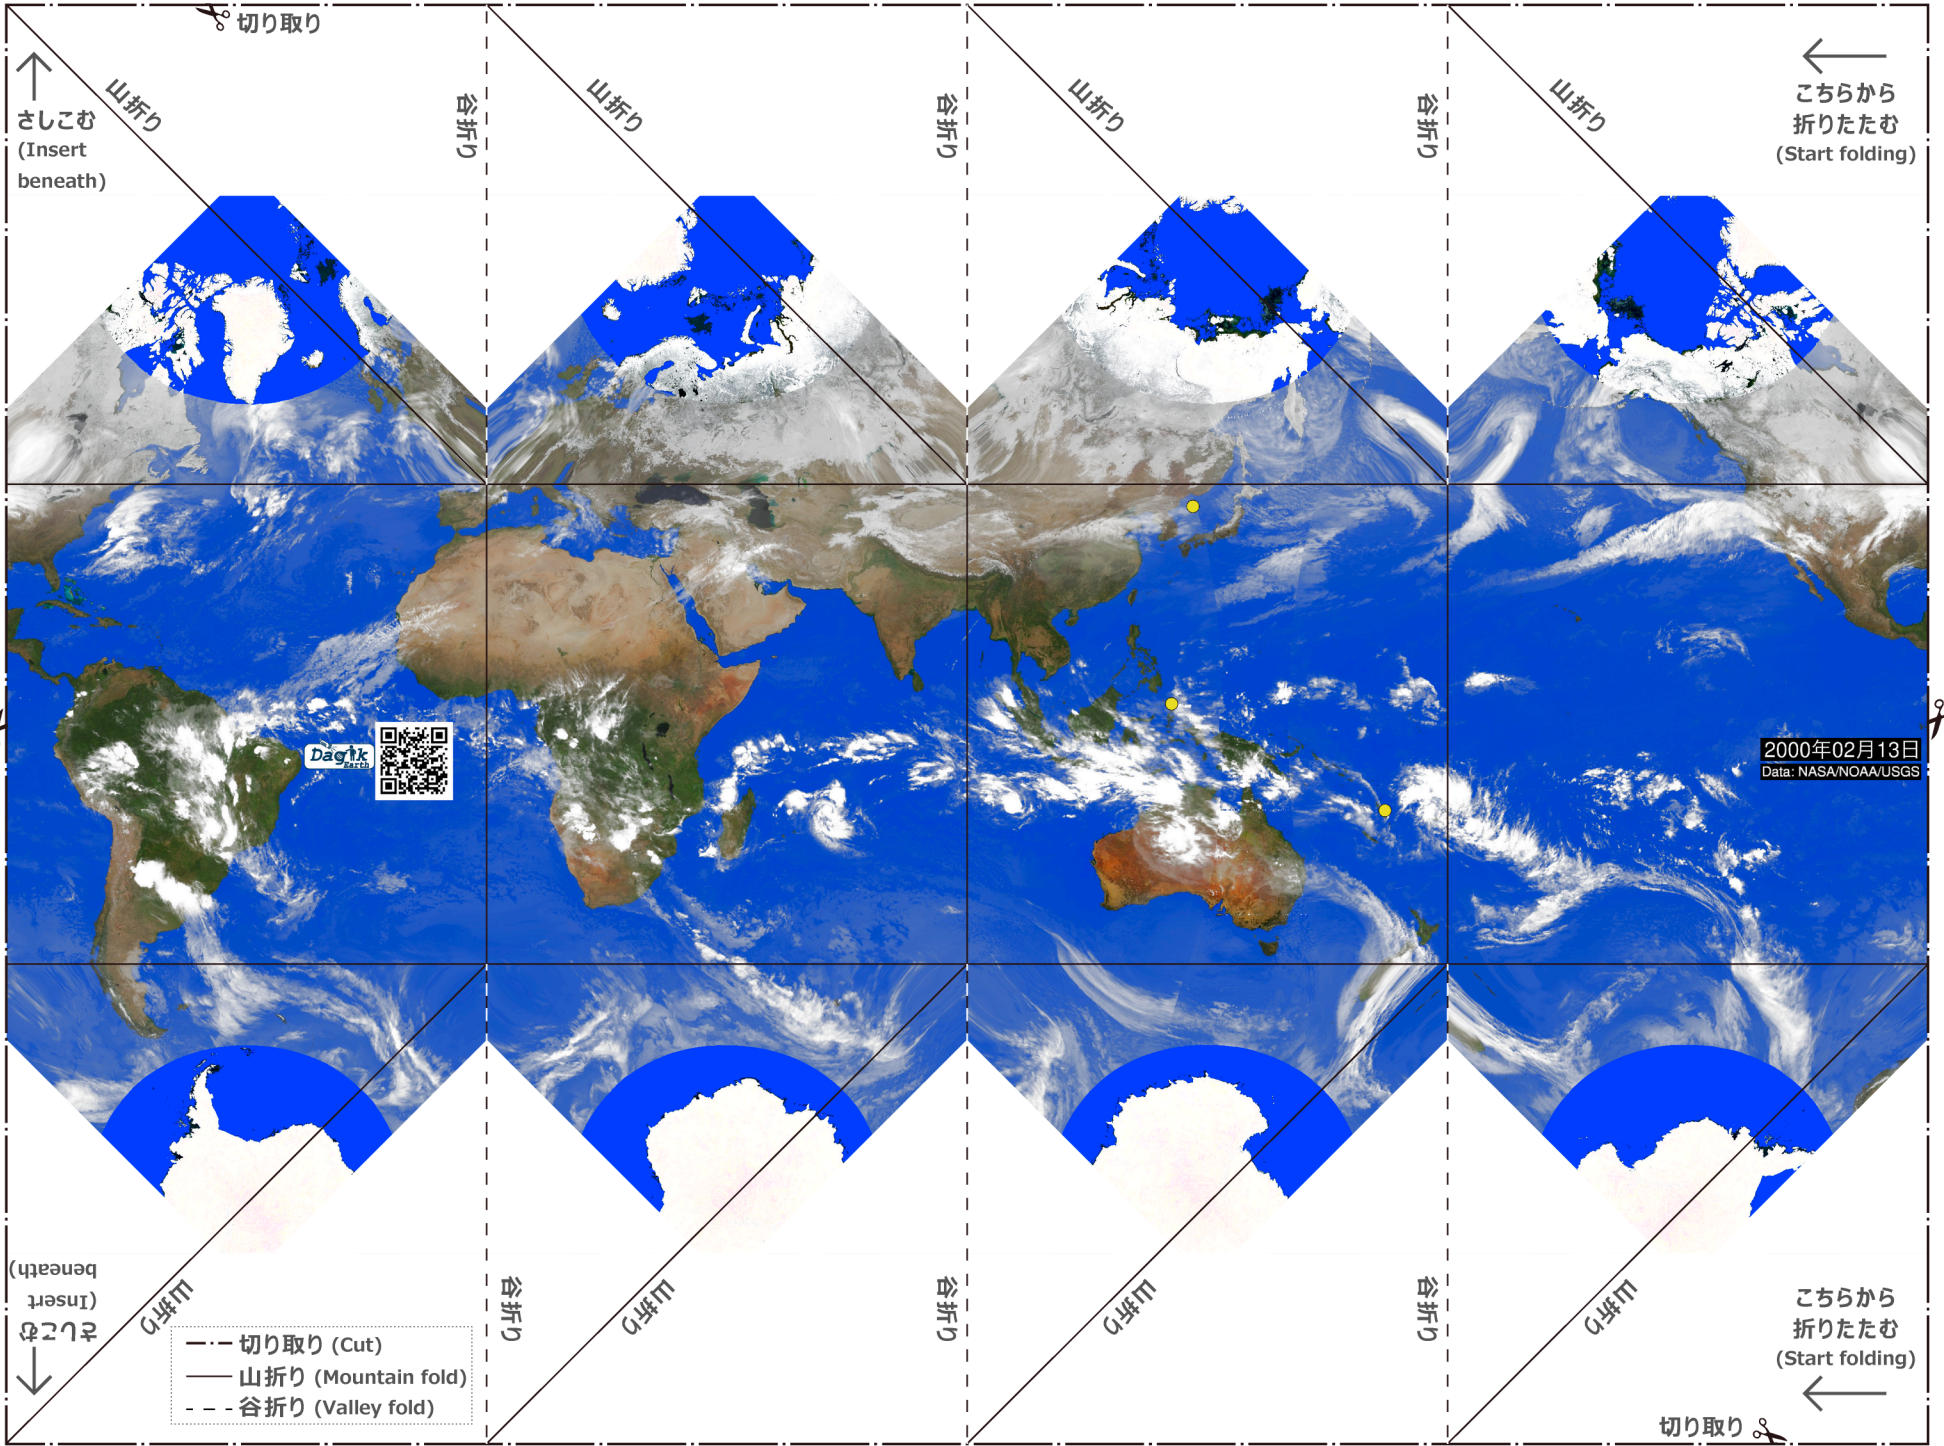 切り取り
山折り
山折り
山折り
山折り
谷折り
谷折り
谷折り
さしこむ
(Insert
beneath)
こちらから
折りたたむ
(Start folding)
Dagik
Earth
2000年02月13日
Data: NASA/NOAA/USGS
さしこむ
(Insert
beneath)
山折り
山折り
山折り
山折り
谷折り
谷折り
谷折り
こちらから
折りたたむ
(Start folding)
切り取り (Cut)
山折り (Mountain fold)
谷折り (Valley fold)
切り取り